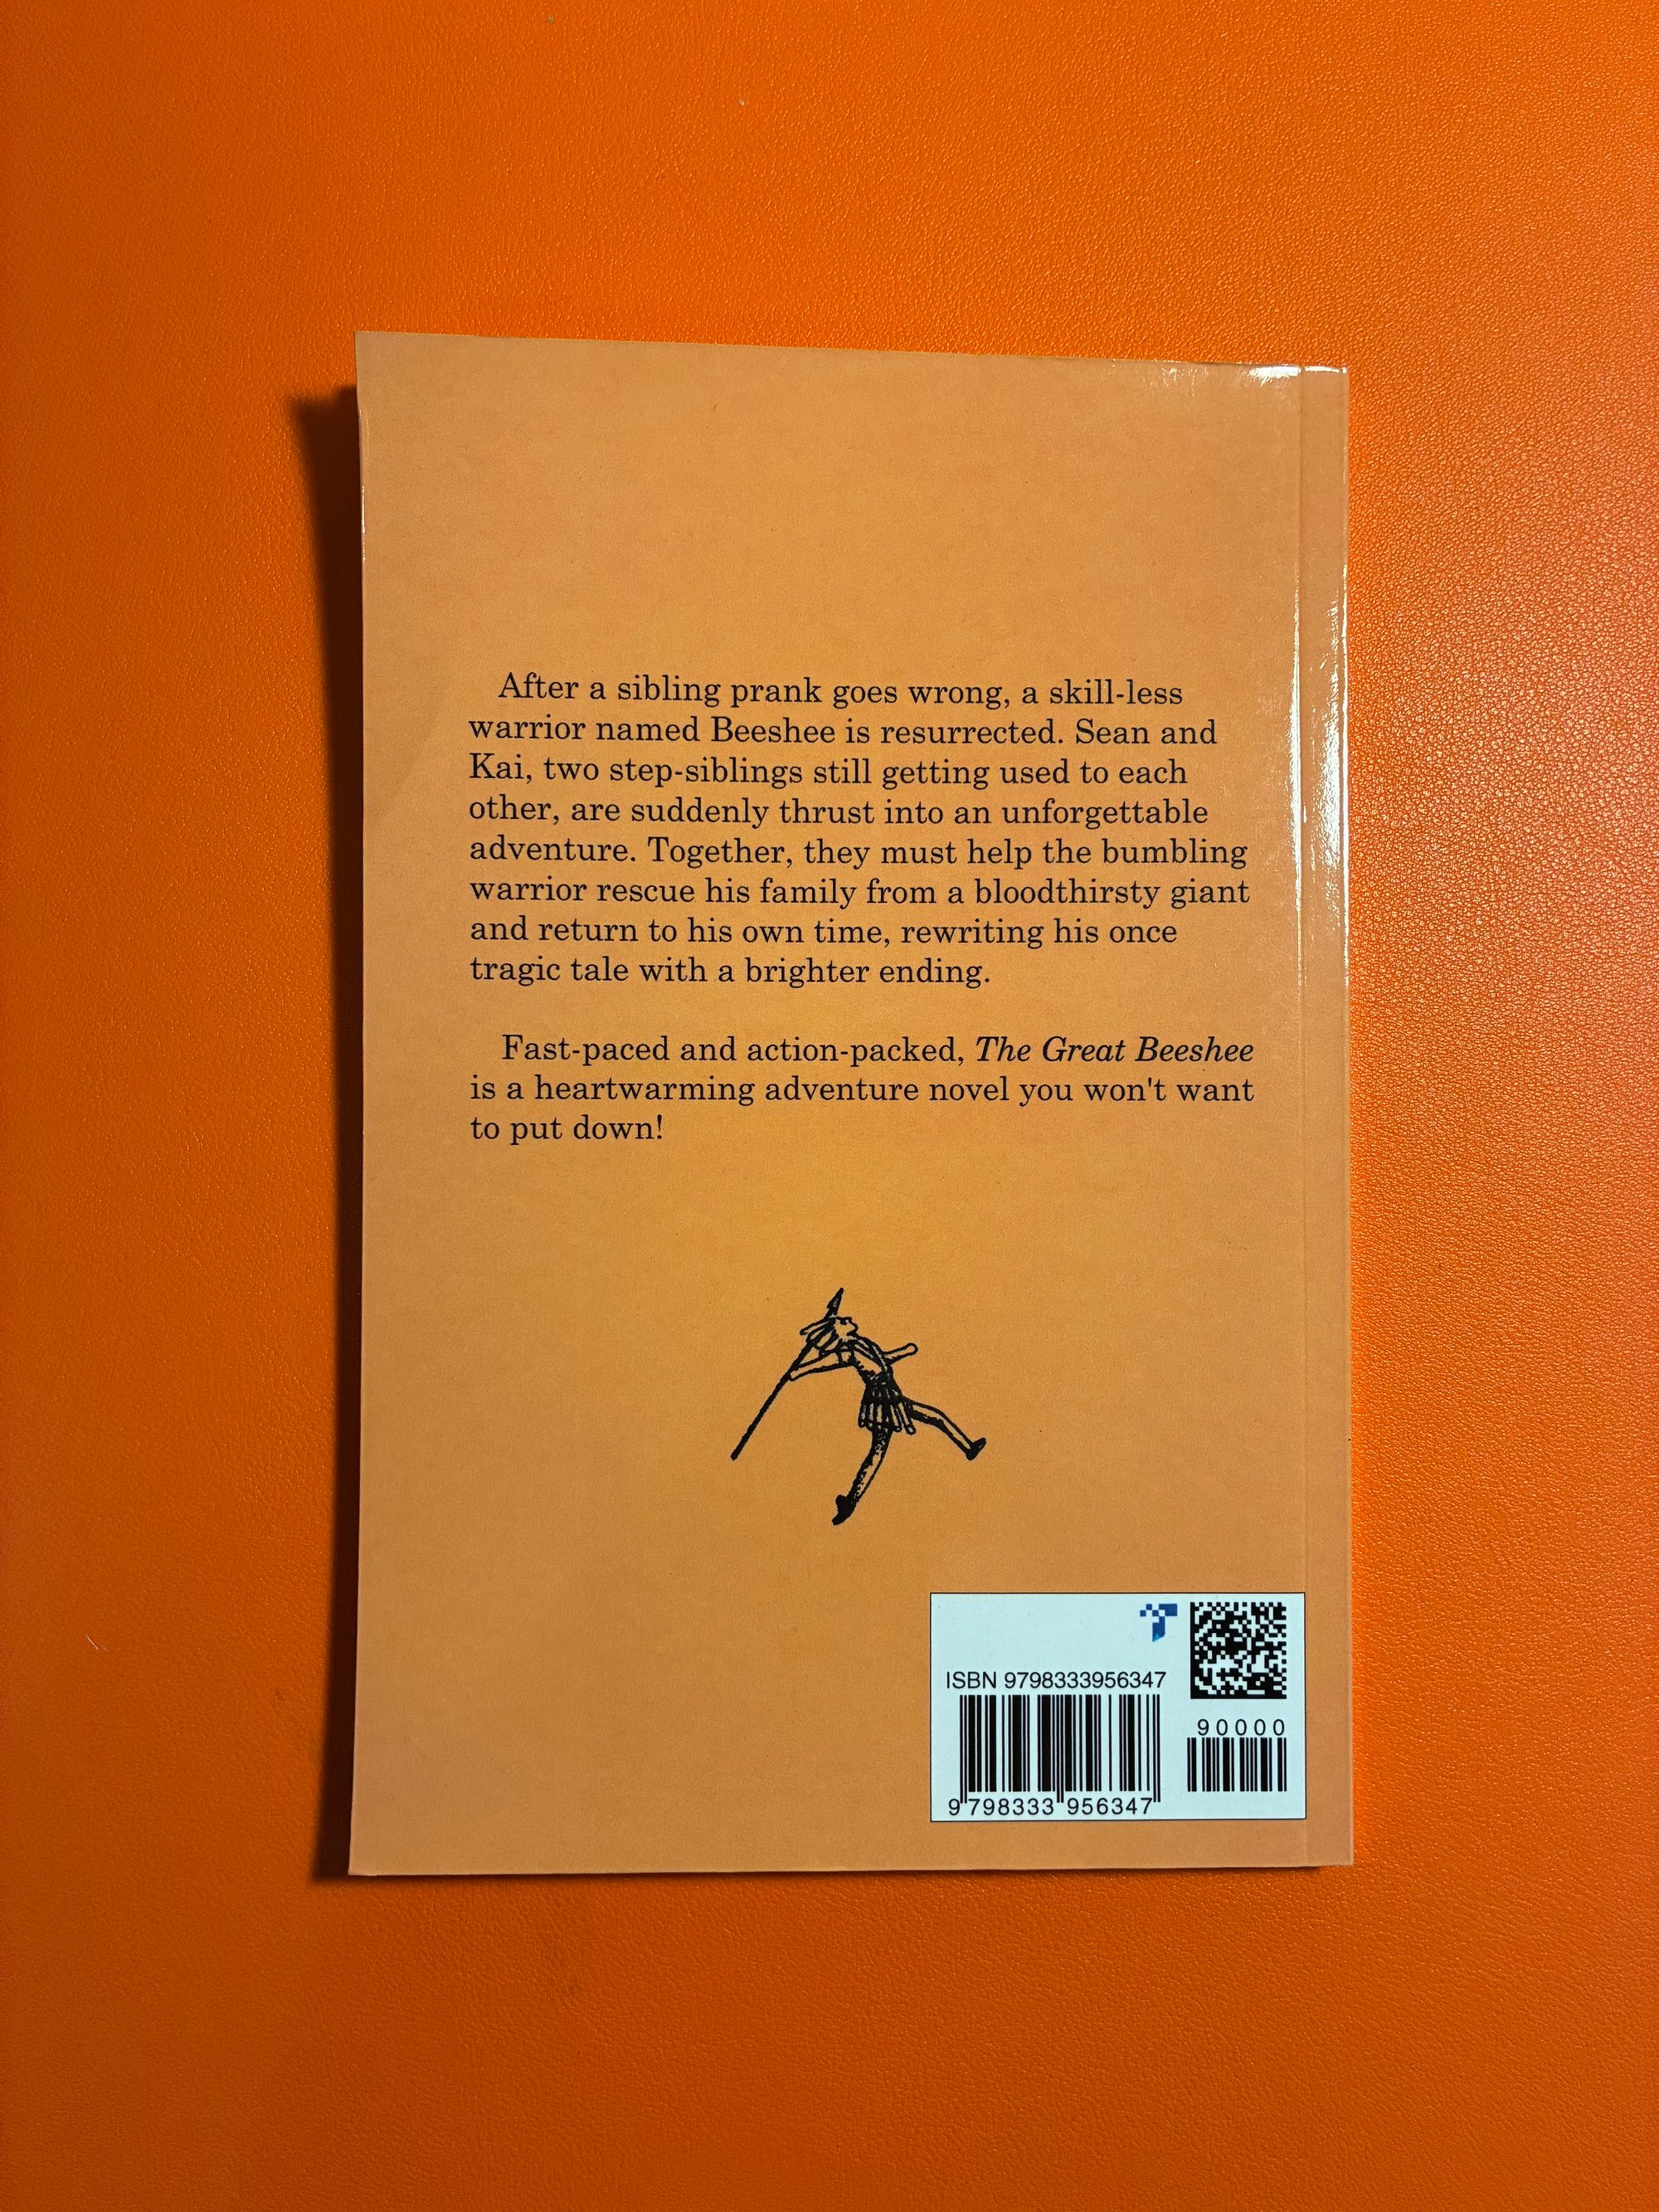 After a sibling prank goes wrong, a skill-less
warrior named Beeshee is resurrected. Sean and
Kai, two step-siblings still getting used to each
other, are suddenly thrust into an unforgettable
adventure. Together, they must help the bumbling
warrior rescue his family from a bloodthirsty giant
and return to his own time, rewriting his once
tragic tale with a brighter ending.
Fast-paced and action-packed, The Great Beeshee
is a heartwarming adventure novel you won't want
to put down!
ISBN 9798333956347
90000
9 798333 956347